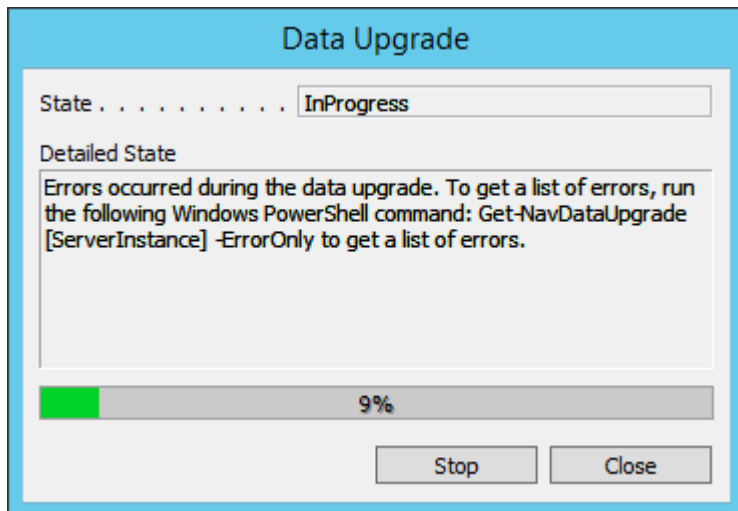 Data Upgrade
State . . . . . . . . . . InProgress
Detailed State
Errors occurred during the data upgrade. To get a list of errors, run
the following Windows PowerShell command: Get-NavDataUpgrade
[ServerInstance] -ErrorOnly to get a list of errors.
9%
Stop Close